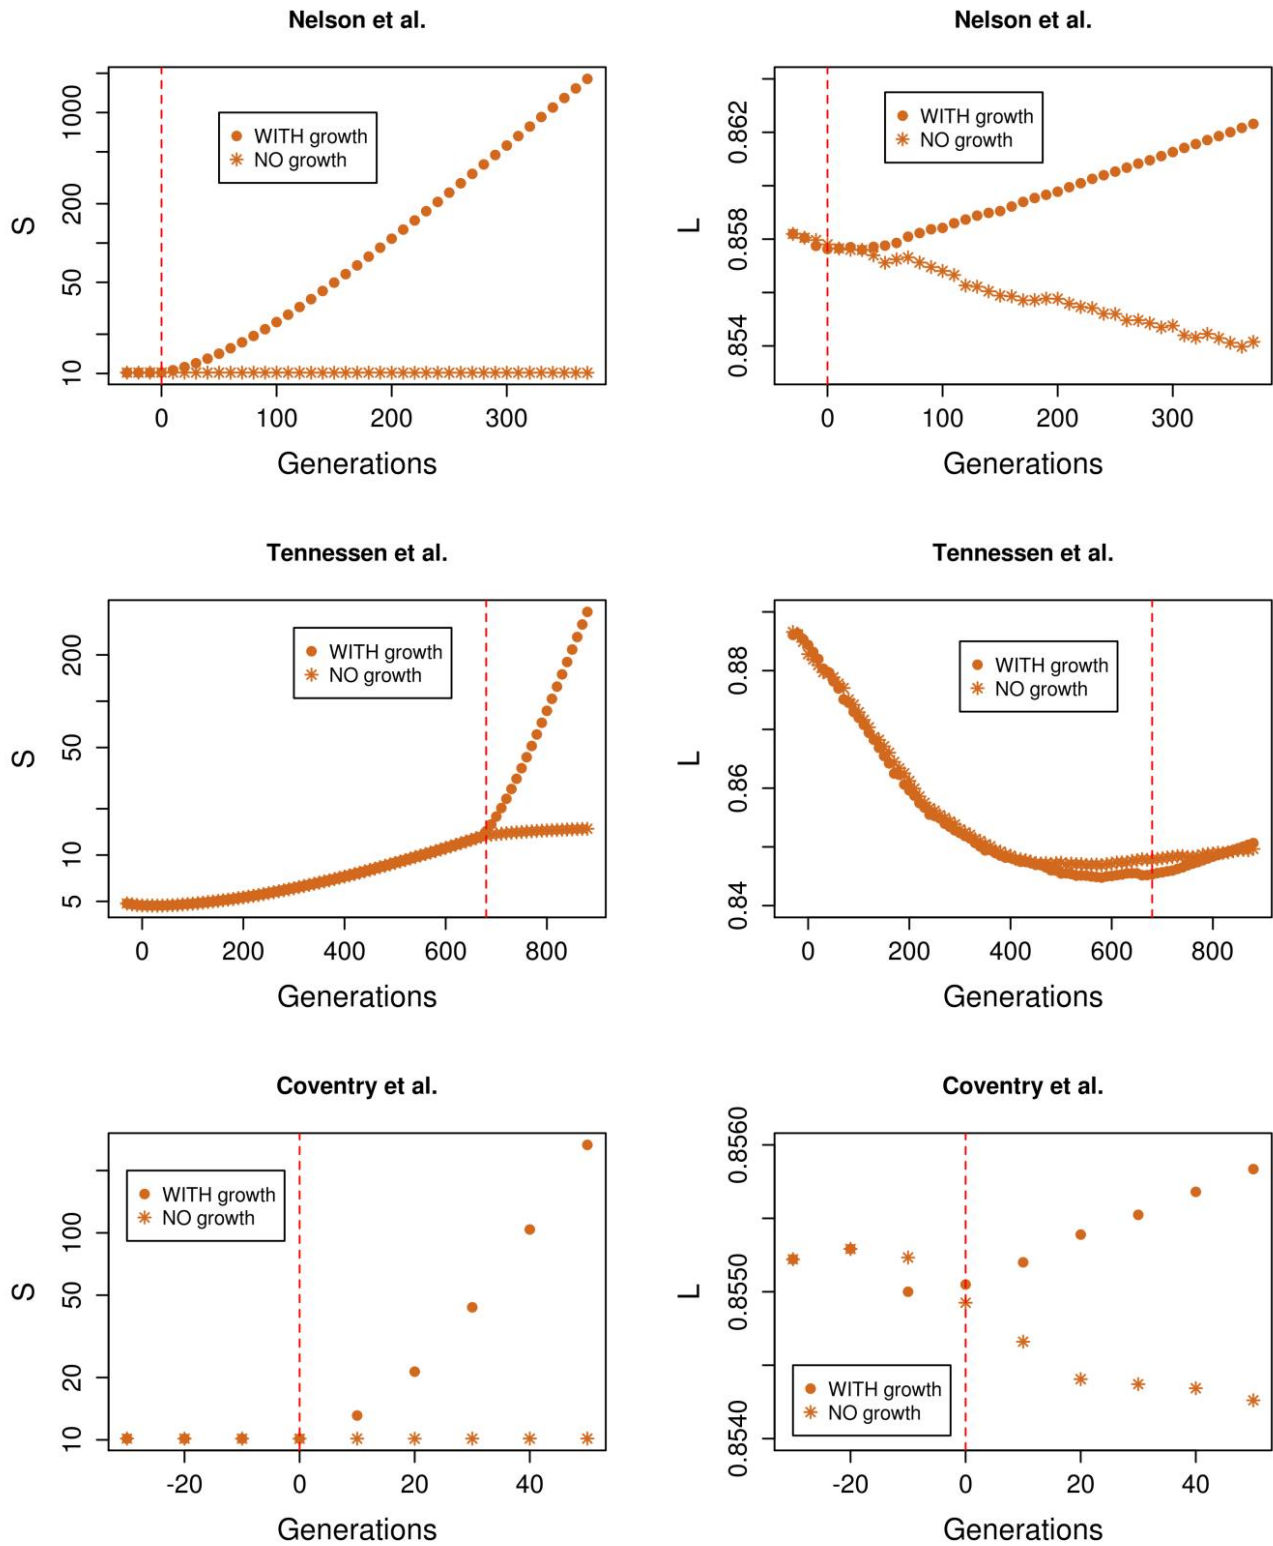 Nelson et al.
S
1000
200
50
10
WITH growth
NO growth
0 100 200 300
Generations
Nelson et al.
L
0.862
0.858
0.854
WITH growth
NO growth
0 100 200 300
Generations
Tennessen et al.
S
200
50
10
5
WITH growth
NO growth
0 200 400 600 800
Generations
Tennessen et al.
L
0.88
0.86
0.84
WITH growth
NO growth
0 200 400 600 800
Generations
Coventry et al.
S
100
50
20
10
WITH growth
NO growth
-20 0 20 40
Generations
Coventry et al.
L
0.8560
0.8550
0.8540
WITH growth
NO growth
-20 0 20 40
Generations